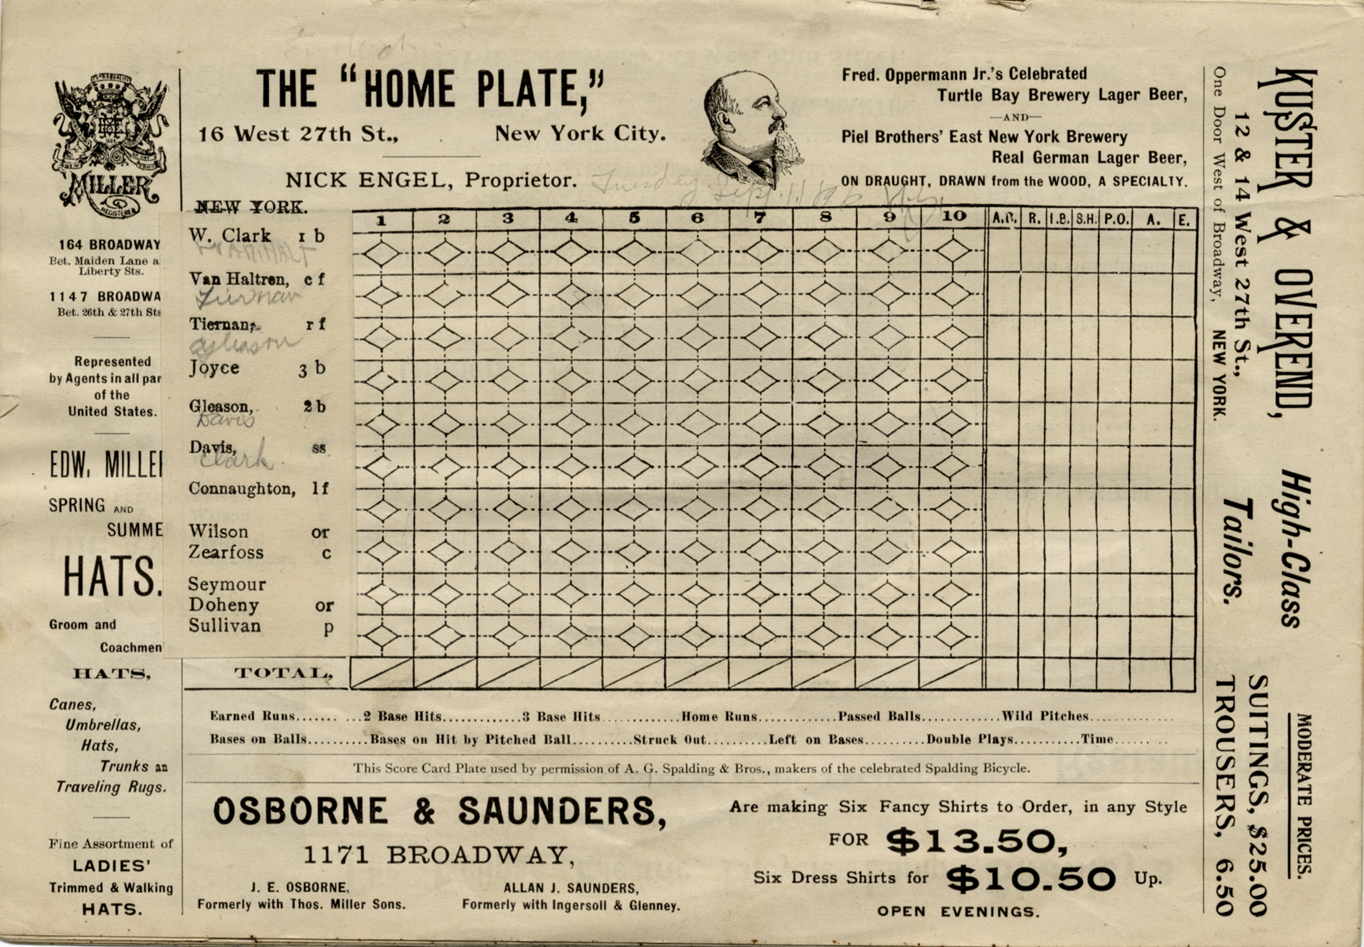 MILLER
REGISTERED
164 BROADWAY
Bet. Maiden Lane a
Liberty Sts.
1147 BROADWA
Bet. 26th & 27th Sts
Represented
by Agents in all par
of the
United States.
EDW. MILLE
SPRING AND
SUMME
HATS.
Groom and
Coachmen
HATS,
Canes,
Umbrellas,
Hats,
Trunks an
Traveling Rugs.
Fine Assortment of
LADIES'
Trimmed & Walking
HATS.
THE "HOME PLATE,"
16 West 27th St., New York City.
NICK ENGEL, Proprietor.
Fred. Oppermann Jr.'s Celebrated
Turtle Bay Brewery Lager Beer,
—AND—
Piel Brothers' East New York Brewery
Real German Lager Beer,
ON DRAUGHT, DRAWN from the WOOD, A SPECIALTY.
Tuesday Sept. 1
NEW YORK. 1 2 3 4 5 6 7 8 9 10 A.B. R. I.B. S.H. P.O. A. E.
W. Clark 1 b
Van Haltren, c f
Tiernan
Tiernan, r f
Gleason
Joyce 3 b
Gleason, 2 b
Davis
Davis, ss
Clark
Connaughton, 1f
Wilson or
Zearfoss c
Seymour
Doheny or
Sullivan p
TOTAL,
Earned Runs....... ...2 Base Hits............3 Base Hits...............Home Runs...............Passed Balls............Wild Pitches..............
Bases on Balls..........Bases on Hit by Pitched Ball...........Struck Out..........Left on Bases..........Double Plays..........Time........
This Score Card Plate used by permission of A. G. Spalding & Bros., makers of the celebrated Spalding Bicycle.
OSBORNE & SAUNDERS,
1171 BROADWAY,
J. E. OSBORNE,
Formerly with Thos. Miller Sons.
ALLAN J. SAUNDERS,
Formerly with Ingersoll & Glenney.
Are making Six Fancy Shirts to Order, in any Style
FOR $13.50,
Six Dress Shirts for $10.50 Up.
OPEN EVENINGS.
KUSTER & OVEREND,
12 & 14 West 27th St.,
One Door West of Broadway, NEW YORK.
High-Class
Tailors.
MODERATE PRICES.
SUITINGS, $25.00
TROUSERS, 6.50